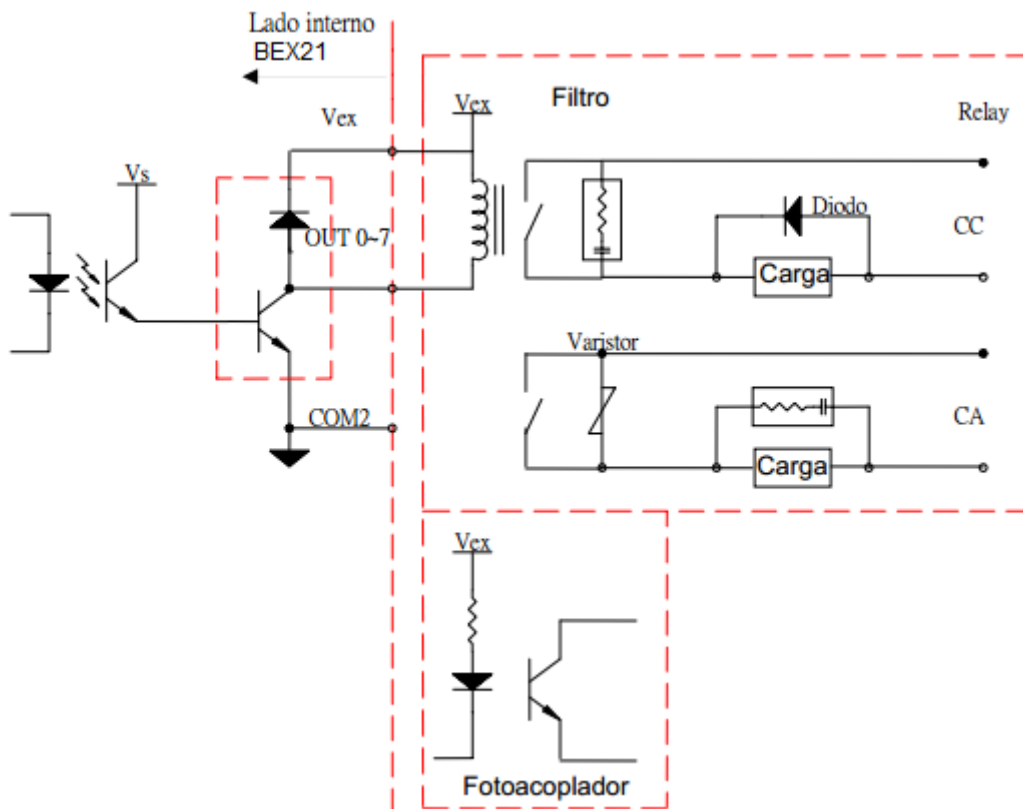 Lado interno
BEX21
Vex
Vs
OUT 0~7
COM2
Vex
Filtro
Relay
Diodo
CC
Carga
Varistor
CA
Carga
Vex
Fotoacoplador